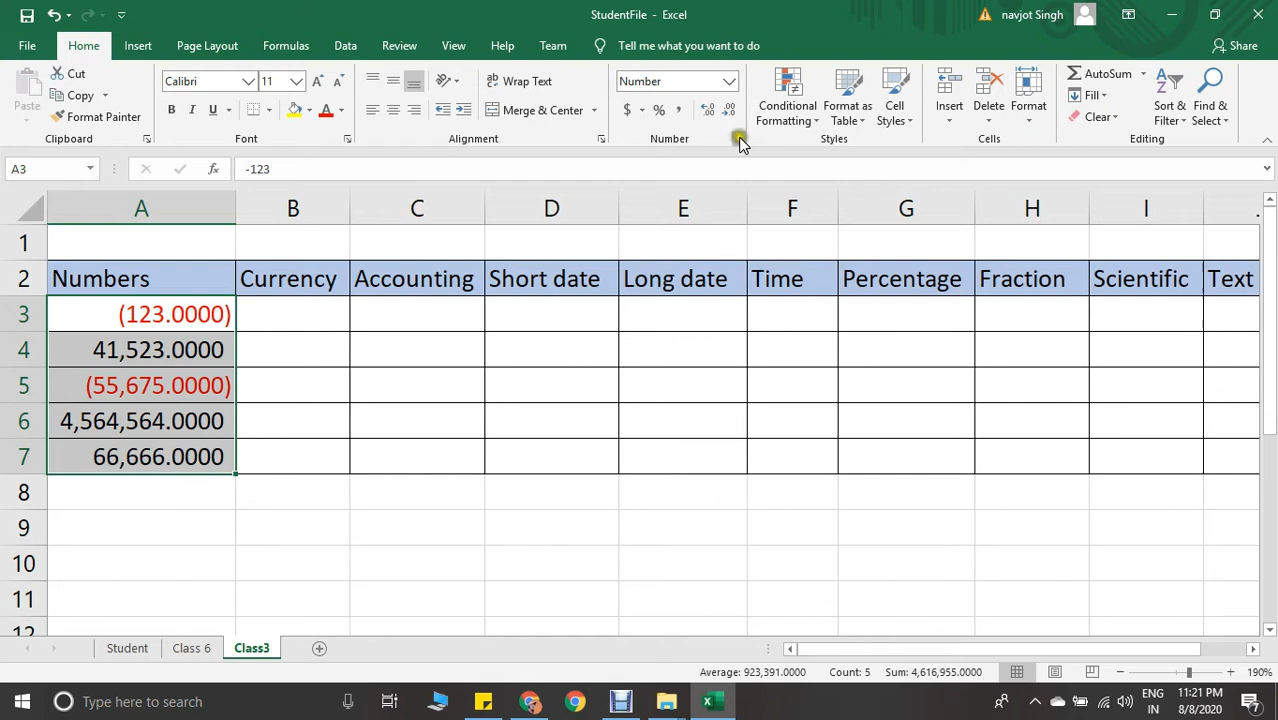 StudentFile - Excel
navjot Singh
File Home Insert Page Layout Formulas Data Review View Help Team Tell me what you want to do Share
Paste
Cut
Copy
Format Painter
Clipboard
Calibri 11
B I U
Font
Wrap Text
Merge & Center
Alignment
Number
$ % ,
Number
Conditional Formatting
Format as Table
Cell Styles
Styles
Insert Delete Format
Cells
AutoSum
Fill
Clear
Sort & Filter
Find & Select
Editing
A3 fx -123
A B C D E F G H I
1
2 Numbers Currency Accounting Short date Long date Time Percentage Fraction Scientific Text
3 (123.0000)
4 41,523.0000
5 (55,675.0000)
6 4,564,564.0000
7 66,666.0000
8
9
10
11
12
Student Class 6 Class3
Average: 923,391.0000 Count: 5 Sum: 4,616,955.0000 190%
Type here to search
ENG
IN
11:21 PM
8/8/2020
7